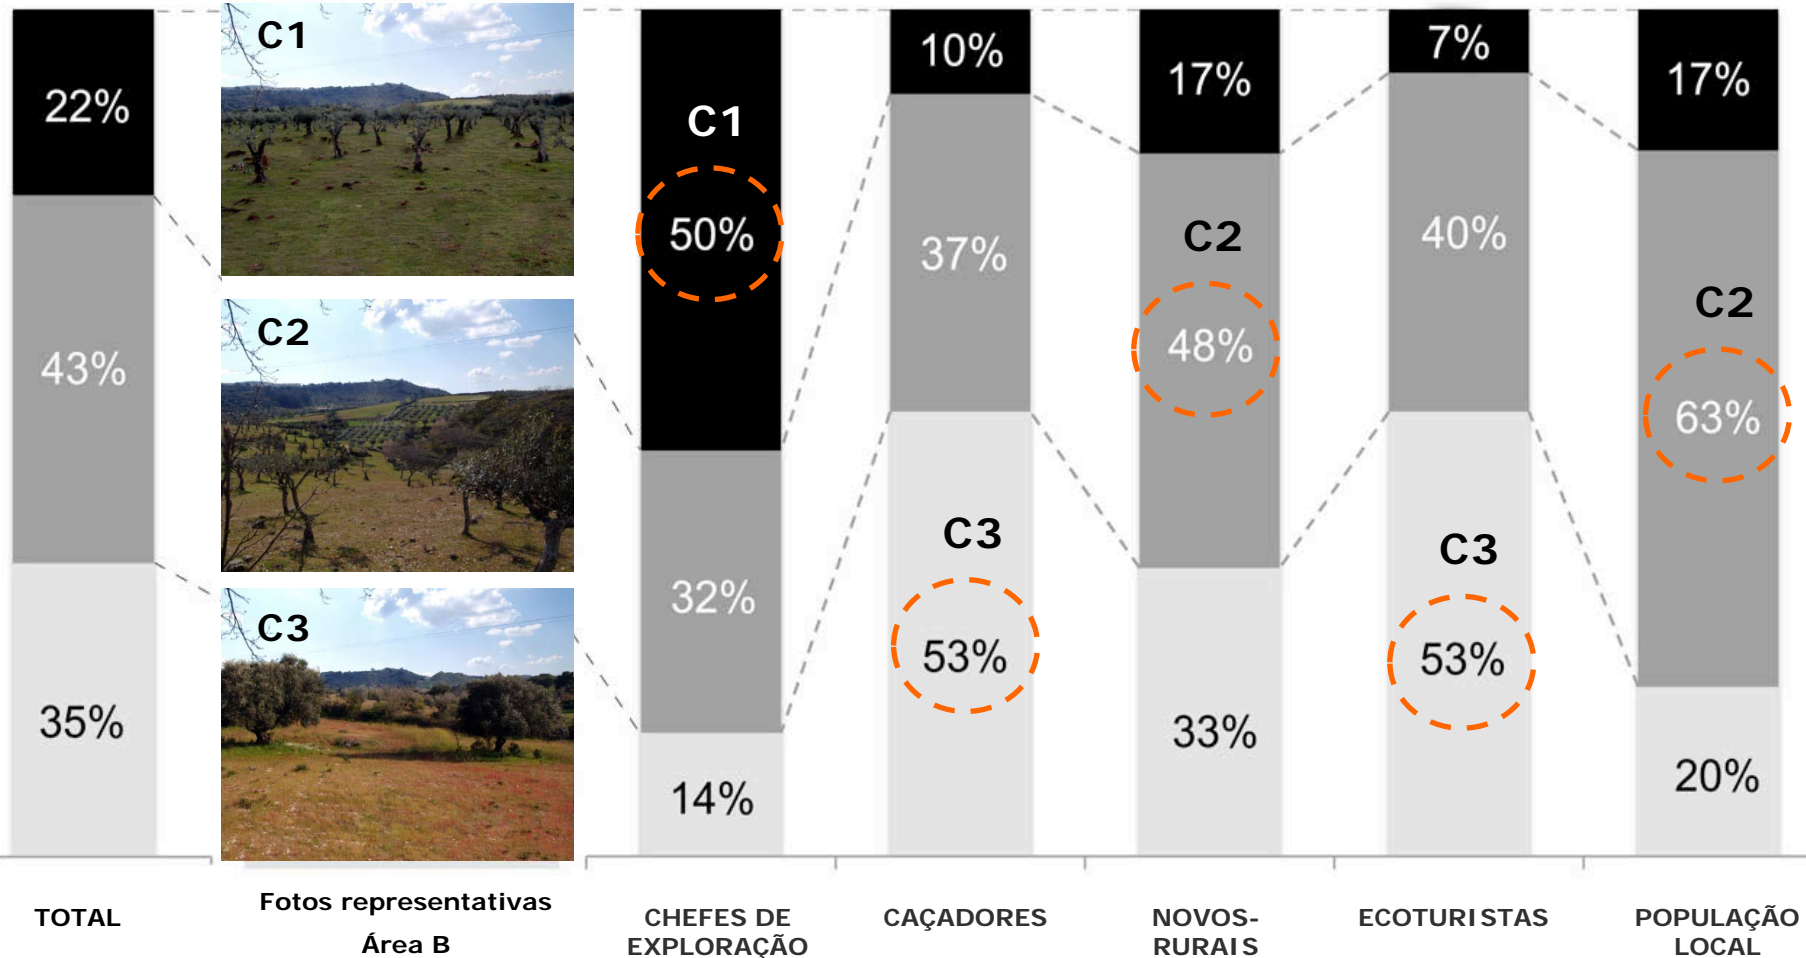 22%
43%
35%
TOTAL
C1
C2
C3
Fotos representativas
Área B
C1
50%
32%
14%
CHEFES DE
EXPLORAÇÃO
10%
37%
C3
53%
CAÇADORES
17%
C2
48%
33%
NOVOS-
RURAIS
7%
40%
C3
53%
ECOTURISTAS
17%
C2
63%
20%
POPULAÇÃO
LOCAL